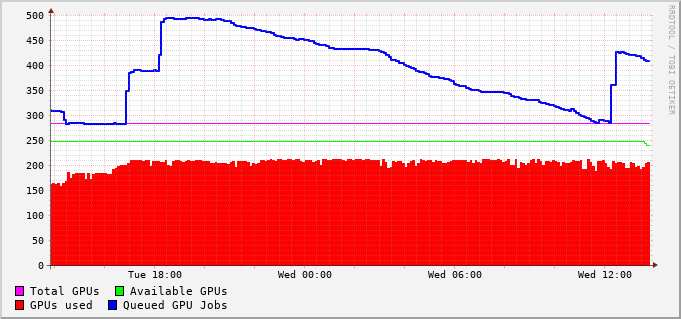 RRDTOOL / TOBI OETIKER
500
450
400
350
300
250
200
150
100
50
0
Tue 18:00 Wed 00:00 Wed 06:00 Wed 12:00
Total GPUs Available GPUs
GPUs used Queued GPU Jobs